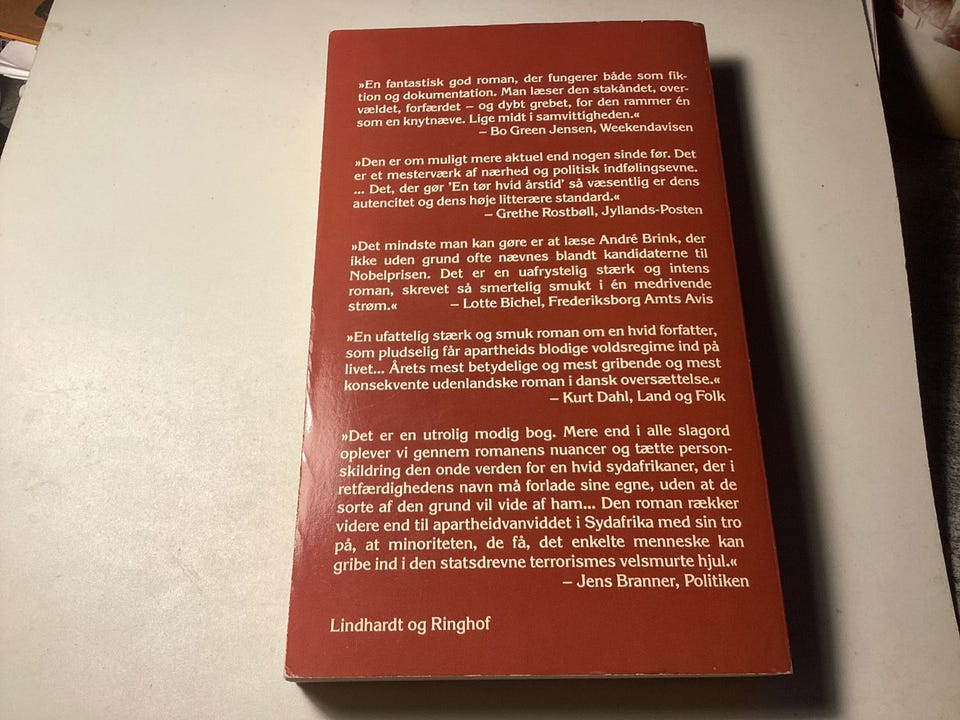 »En fantastisk god roman, der fungerer både som fik-
tion og dokumentation. Man læser den stakåndet, over-
vældet, forfærdet – og dybt grebet, for den rammer én
som en knytnæve. Lige midt i samvittigheden.«
– Bo Green Jensen, Weekendavisen
»Den er om muligt mere aktuel end nogen sinde før. Det
er et mesterværk af nærhed og politisk indfølingsevne.
... Det, der gør 'En tør hvid årstid' så væsentlig er dens
autencitet og dens høje litterære standard.«
– Grethe Rostbøll, Jyllands-Posten
»Det mindste man kan gøre er at læse André Brink, der
ikke uden grund ofte nævnes blandt kandidaterne til
Nobelprisen. Det er en uafrystelig stærk og intens
roman, skrevet så smertelig smukt i én medrivende
strøm.« – Lotte Bichel, Frederiksborg Amts Avis
»En ufattelig stærk og smuk roman om en hvid forfatter,
som pludselig får apartheids blodige voldsregime ind på
livet... Årets mest betydelige og mest gribende og mest
konsekvente udenlandske roman i dansk oversættelse.«
– Kurt Dahl, Land og Folk
»Det er en utrolig modig bog. Mere end i alle slagord
oplever vi gennem romanens nuancer og tætte person-
skildring den onde verden for en hvid sydafrikaner, der i
retfærdighedens navn må forlade sine egne, uden at de
sorte af den grund vil vide af ham... Den roman rækker
videre end til apartheidvanviddet i Sydafrika med sin tro
på, at minoriteten, de få, det enkelte menneske kan
gribe ind i den statsdrevne terrorismes velsmurte hjul.«
– Jens Branner, Politiken
Lindhardt og Ringhof